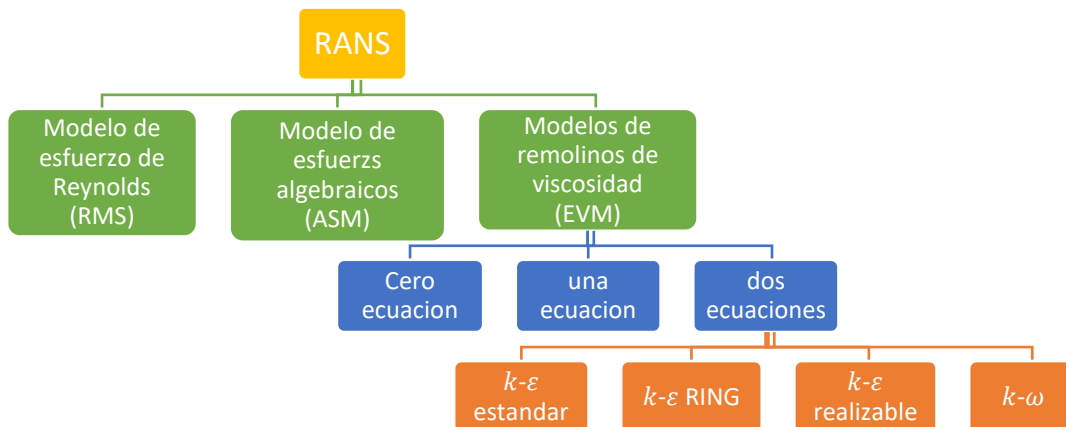 RANS
Modelo de
esfuerzo de
Reynolds
(RMS)
Modelo de
esfuerzs
algebraicos
(ASM)
Modelos de
remolinos de
viscosidad
(EVM)
Cero
ecuacion
una
ecuacion
dos
ecuaciones
k-ε
estandar
k-ε RING
k-ε
realizable
k-ω